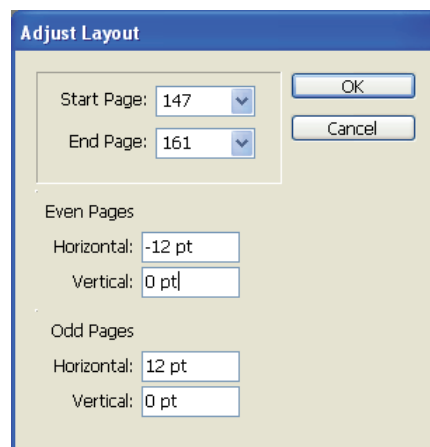 Adjust Layout
Start Page: 147
OK
End Page: 161
Cancel
Even Pages
Horizontal: -12 pt
Vertical: 0 pt
Odd Pages
Horizontal: 12 pt
Vertical: 0 pt